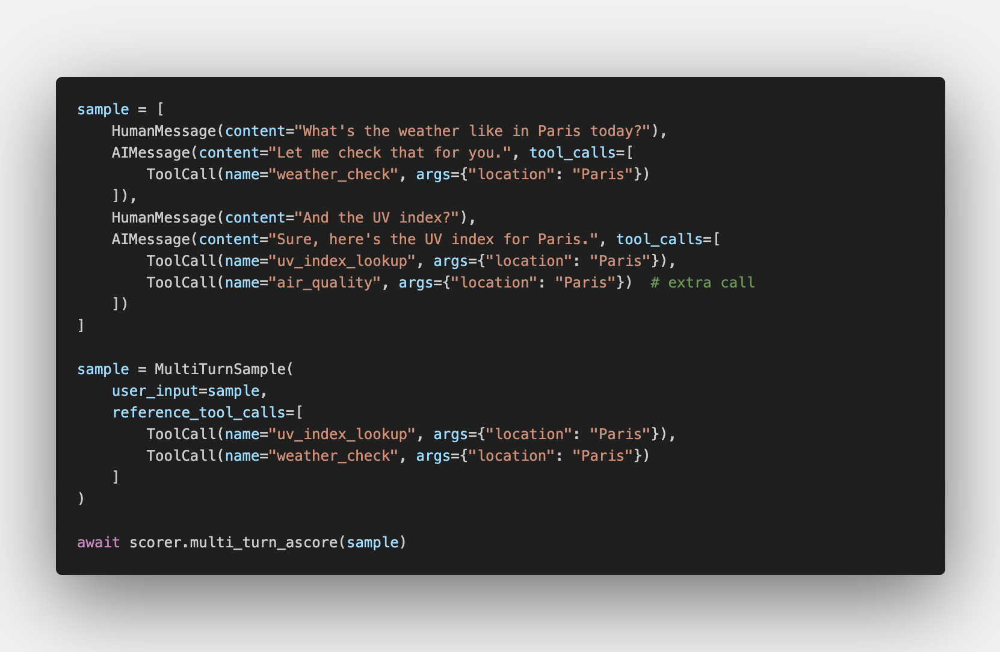 sample = [
    HumanMessage(content="What's the weather like in Paris today?"),
    AIMessage(content="Let me check that for you.", tool_calls=[
        ToolCall(name="weather_check", args={"location": "Paris"})
    ]),
    HumanMessage(content="And the UV index?"),
    AIMessage(content="Sure, here's the UV index for Paris.", tool_calls=[
        ToolCall(name="uv_index_lookup", args={"location": "Paris"}),
        ToolCall(name="air_quality", args={"location": "Paris"})  # extra call
    ])
]

sample = MultiTurnSample(
    user_input=sample,
    reference_tool_calls=[
        ToolCall(name="uv_index_lookup", args={"location": "Paris"}),
        ToolCall(name="weather_check", args={"location": "Paris"})
    ]
)

await scorer.multi_turn_ascore(sample)